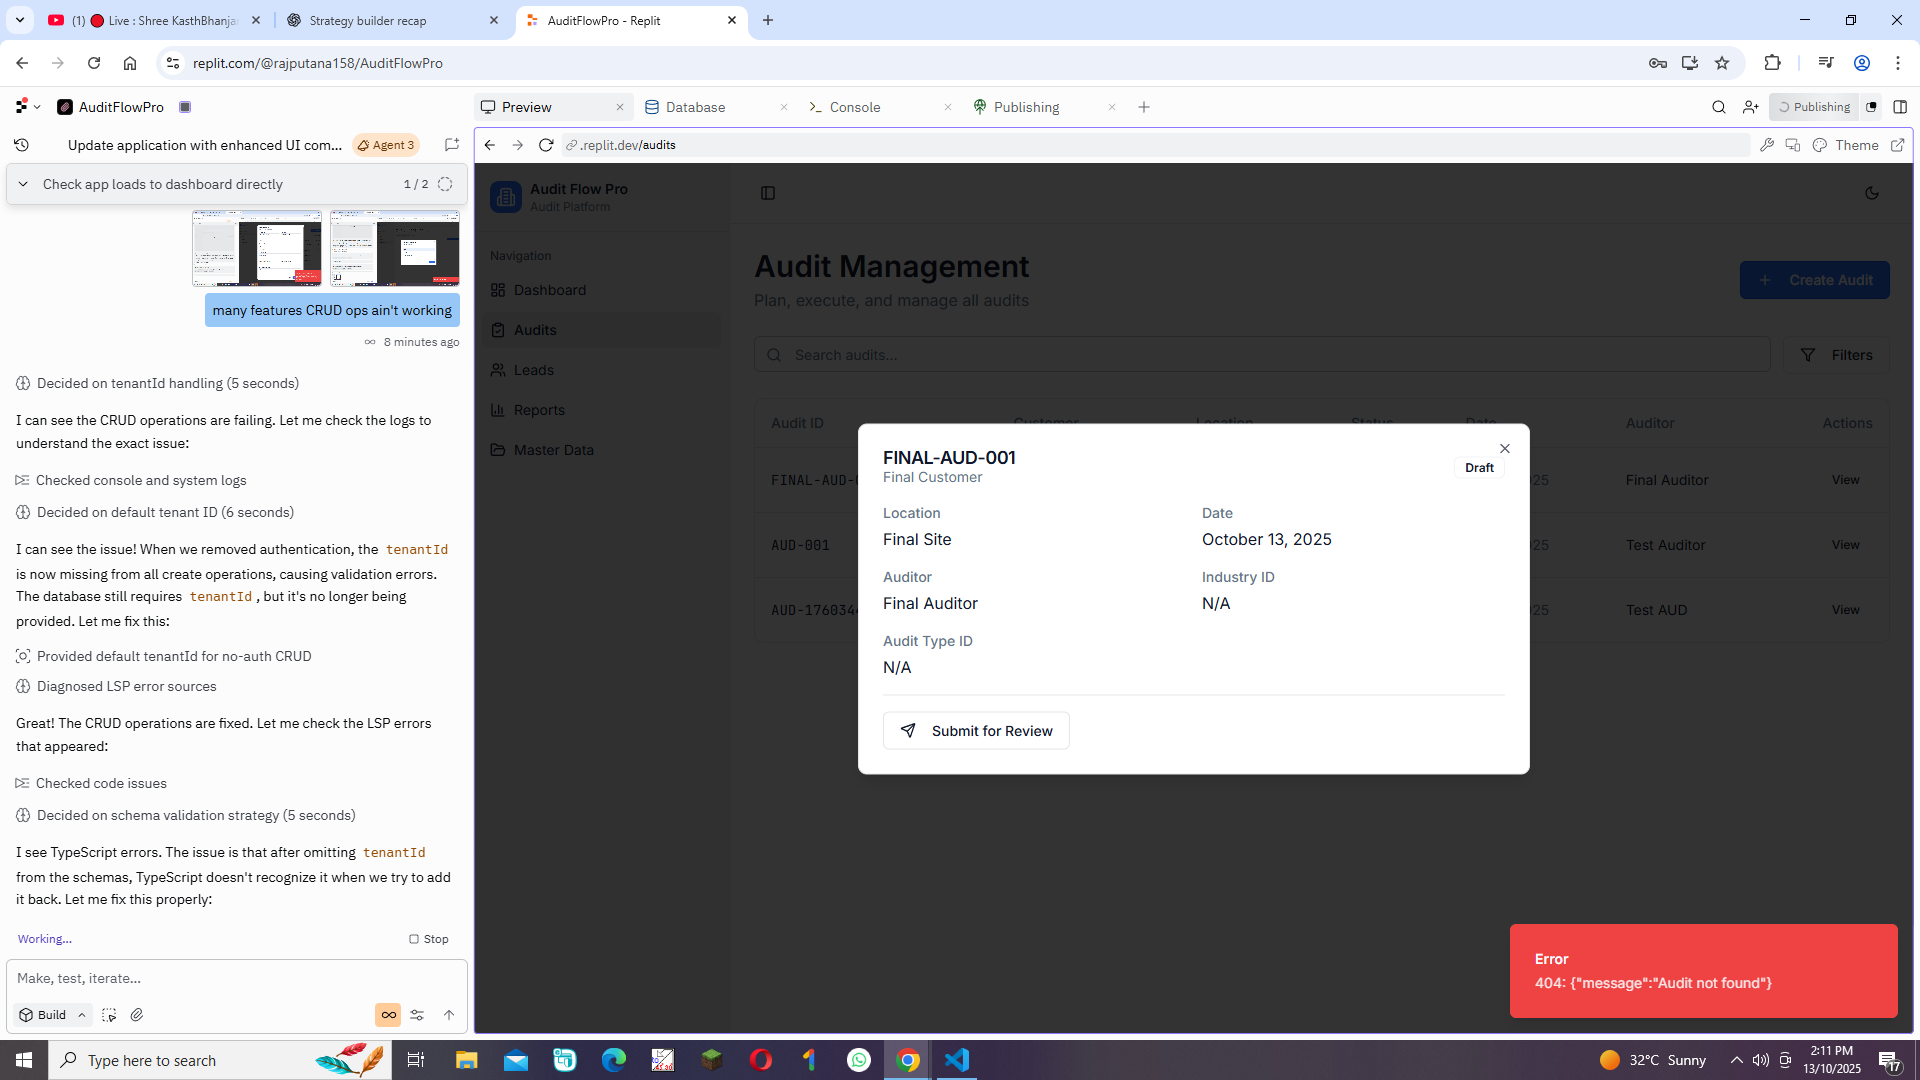 (1) 🔴 Live : Shree KasthBhanjan
Strategy builder recap
AuditFlowPro - Replit
replit.com/@rajputana158/AuditFlowPro
AuditFlowPro
Preview
Database
Console
Publishing
Publishing
Update application with enhanced UI com...
Agent 3
.replit.dev/audits
Theme
Check app loads to dashboard directly
1 / 2
many features CRUD ops ain't working
8 minutes ago
Decided on tenantId handling (5 seconds)
I can see the CRUD operations are failing. Let me check the logs to
understand the exact issue:
Checked console and system logs
Decided on default tenant ID (6 seconds)
I can see the issue! When we removed authentication, the tenantId
is now missing from all create operations, causing validation errors.
The database still requires tenantId , but it's no longer being
provided. Let me fix this:
Provided default tenantId for no-auth CRUD
Diagnosed LSP error sources
Great! The CRUD operations are fixed. Let me check the LSP errors
that appeared:
Checked code issues
Decided on schema validation strategy (5 seconds)
I see TypeScript errors. The issue is that after omitting tenantId
from the schemas, TypeScript doesn't recognize it when we try to add
it back. Let me fix this properly:
Working...
Stop
Make, test, iterate...
Build
Audit Flow Pro
Audit Platform
Navigation
Dashboard
Audits
Leads
Reports
Master Data
Audit Management
Plan, execute, and manage all audits
Create Audit
Search audits...
Filters
Audit ID
Customer
Location
Status
Date
Auditor
Actions
FINAL-AUD-
25
Final Auditor
View
AUD-001
25
Test Auditor
View
AUD-176034
25
Test AUD
View
FINAL-AUD-001
Final Customer
Draft
Location
Final Site
Date
October 13, 2025
Auditor
Final Auditor
Industry ID
N/A
Audit Type ID
N/A
Submit for Review
Error
404: {"message":"Audit not found"}
Type here to search
32°C Sunny
2:11 PM
13/10/2025
17